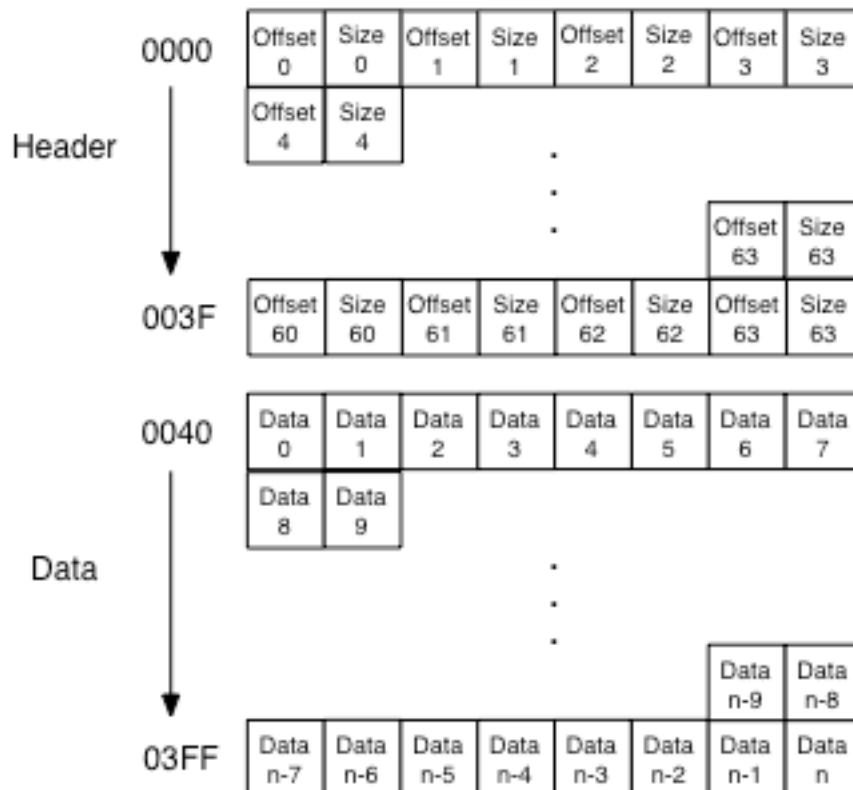 0000
Offset 0 Size 0 Offset 1 Size 1 Offset 2 Size 2 Offset 3 Size 3
Offset 4 Size 4
Header
Offset 63 Size 63
003F
Offset 60 Size 60 Offset 61 Size 61 Offset 62 Size 62 Offset 63 Size 63
0040
Data 0 Data 1 Data 2 Data 3 Data 4 Data 5 Data 6 Data 7
Data 8 Data 9
Data
Data n-9 Data n-8
03FF
Data n-7 Data n-6 Data n-5 Data n-4 Data n-3 Data n-2 Data n-1 Data n